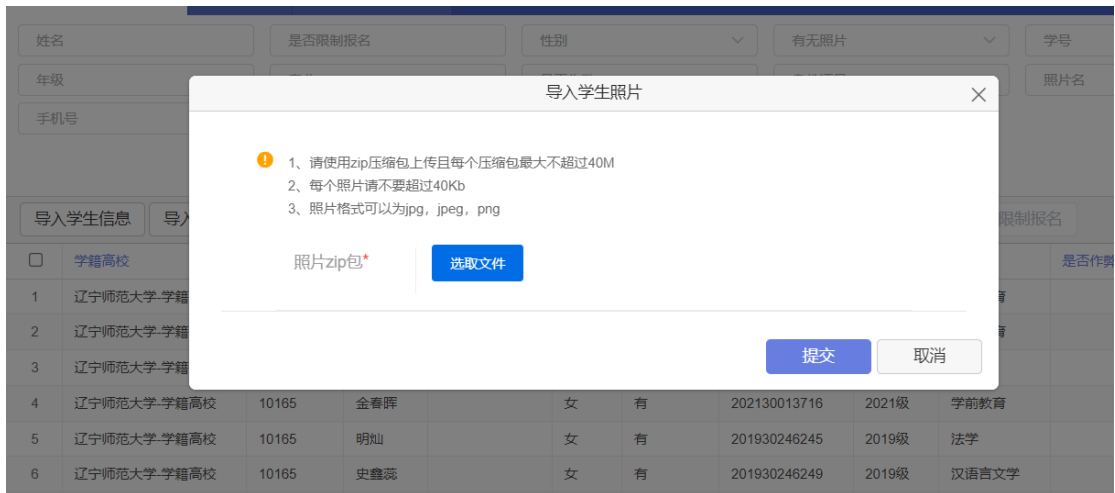 姓名 是否限制报名 性别 有无照片 学号
年级 照片名
手机号
导入学生照片
1、请使用zip压缩包上传且每个压缩包最大不超过40M
2、每个照片请不要超过40Kb
3、照片格式可以为jpg，jpeg，png
导入学生信息 导入 限制报名
照片zip包* 选取文件
学籍高校 是否作弊
1 辽宁师范大学-学籍 育
2 辽宁师范大学-学籍 育
3 辽宁师范大学-学籍
提交 取消
4 辽宁师范大学-学籍高校 10165 金春晖 女 有 202130013716 2021级 学前教育
5 辽宁师范大学-学籍高校 10165 明灿 女 有 201930246245 2019级 法学
6 辽宁师范大学-学籍高校 10165 史鑫蕊 女 有 201930246249 2019级 汉语言文学